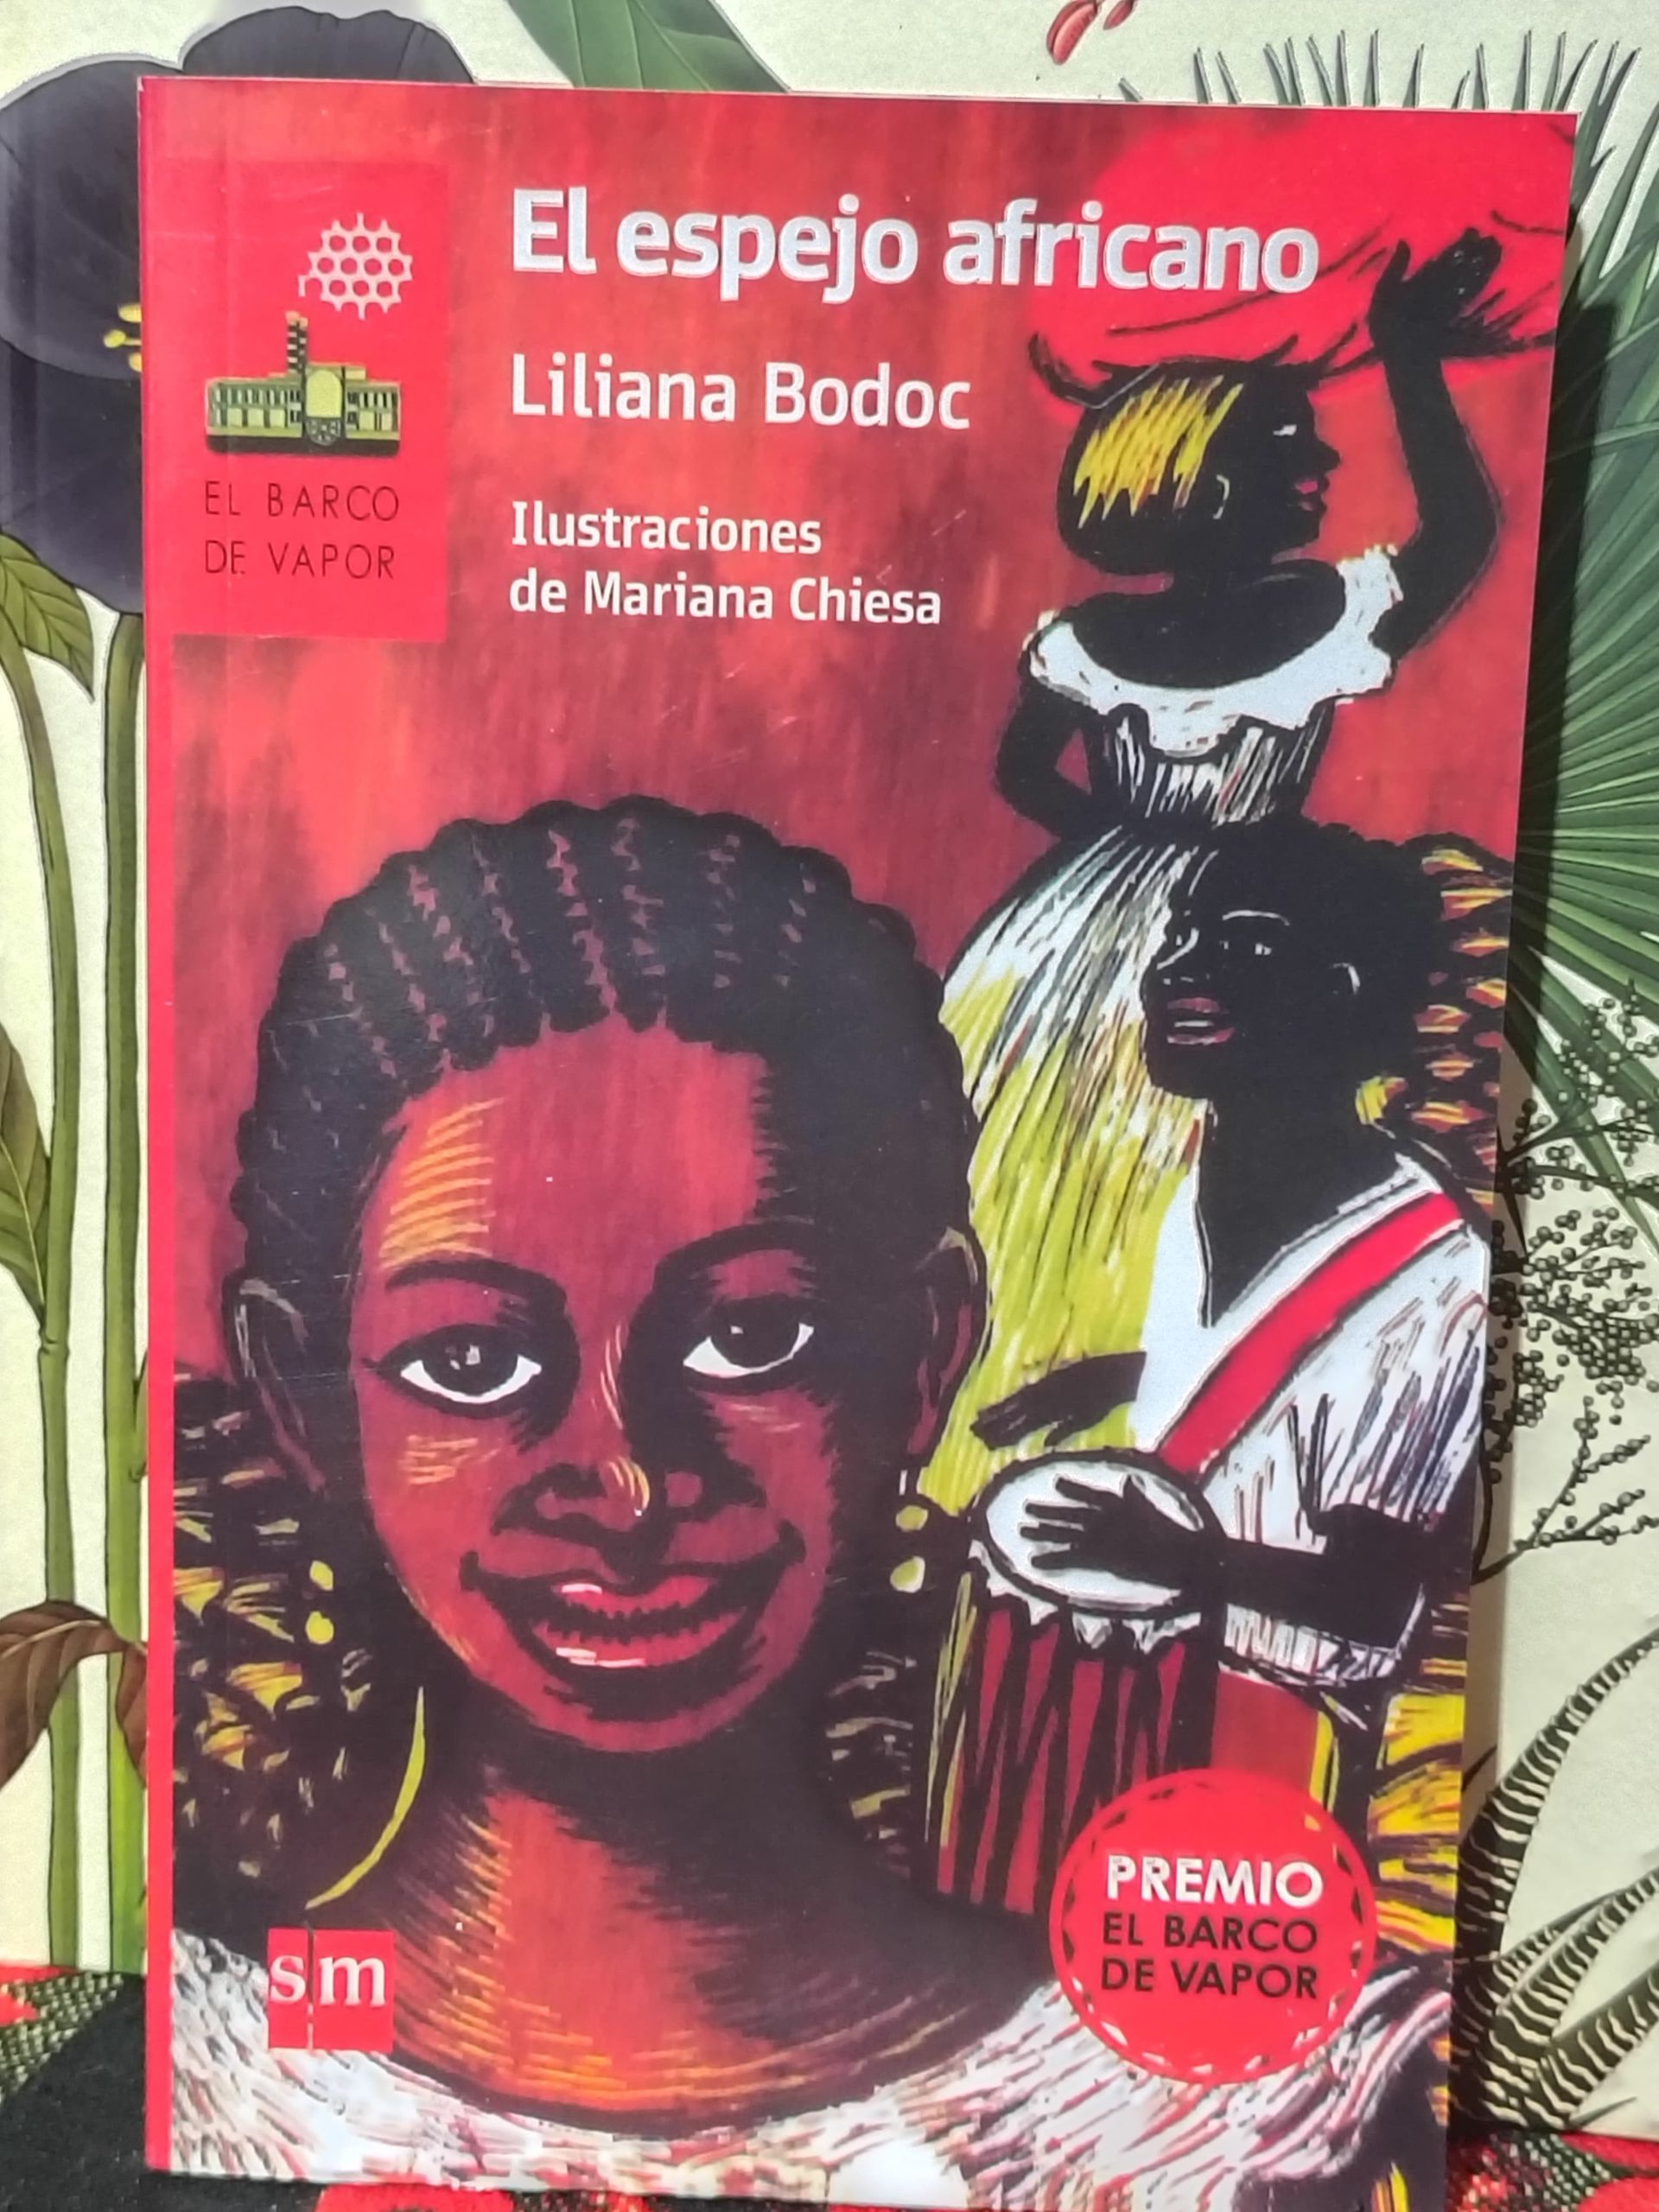 El espejo africano
Liliana Bodoc
Ilustraciones
de Mariana Chiesa
EL BARCO
DE VAPOR
PREMIO
EL BARCO
DE VAPOR
sm